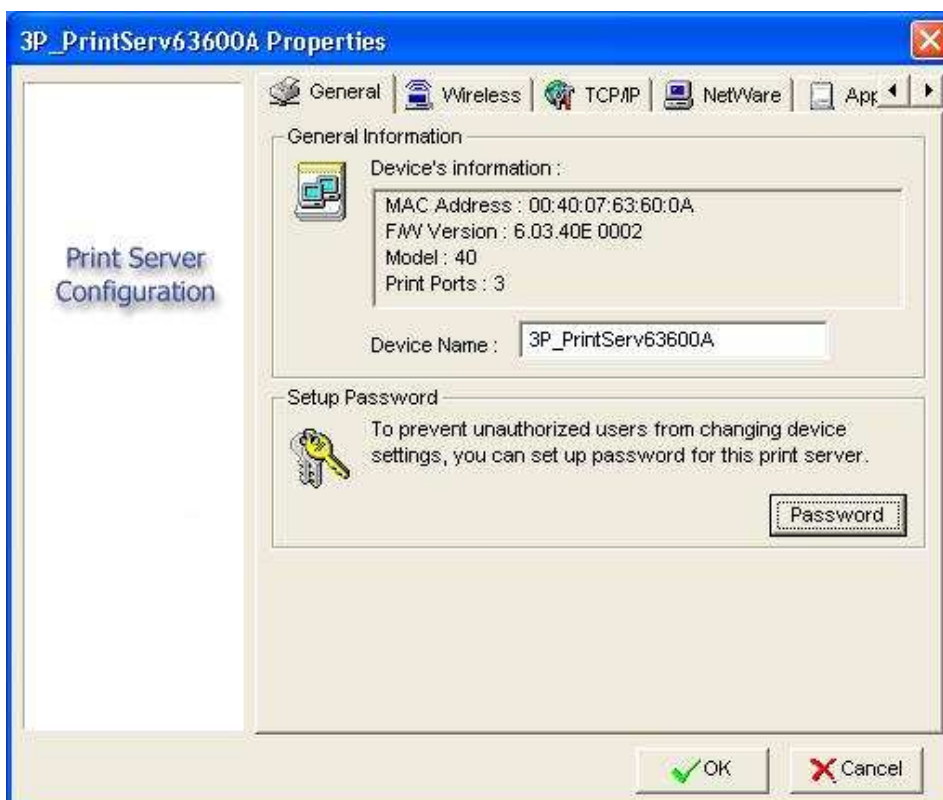 3P_PrintServ63600A Properties
General
Wireless
TCP/IP
NetWare
General Information
Device's information :
MAC Address : 00:40:07:63:60:0A
F/W Version : 6.03.40E 0002
Model : 40
Print Ports : 3
Device Name : 3P_PrintServ63600A
Print Server
Configuration
Setup Password
To prevent unauthorized users from changing device
settings, you can set up password for this print server.
Password
OK
Cancel